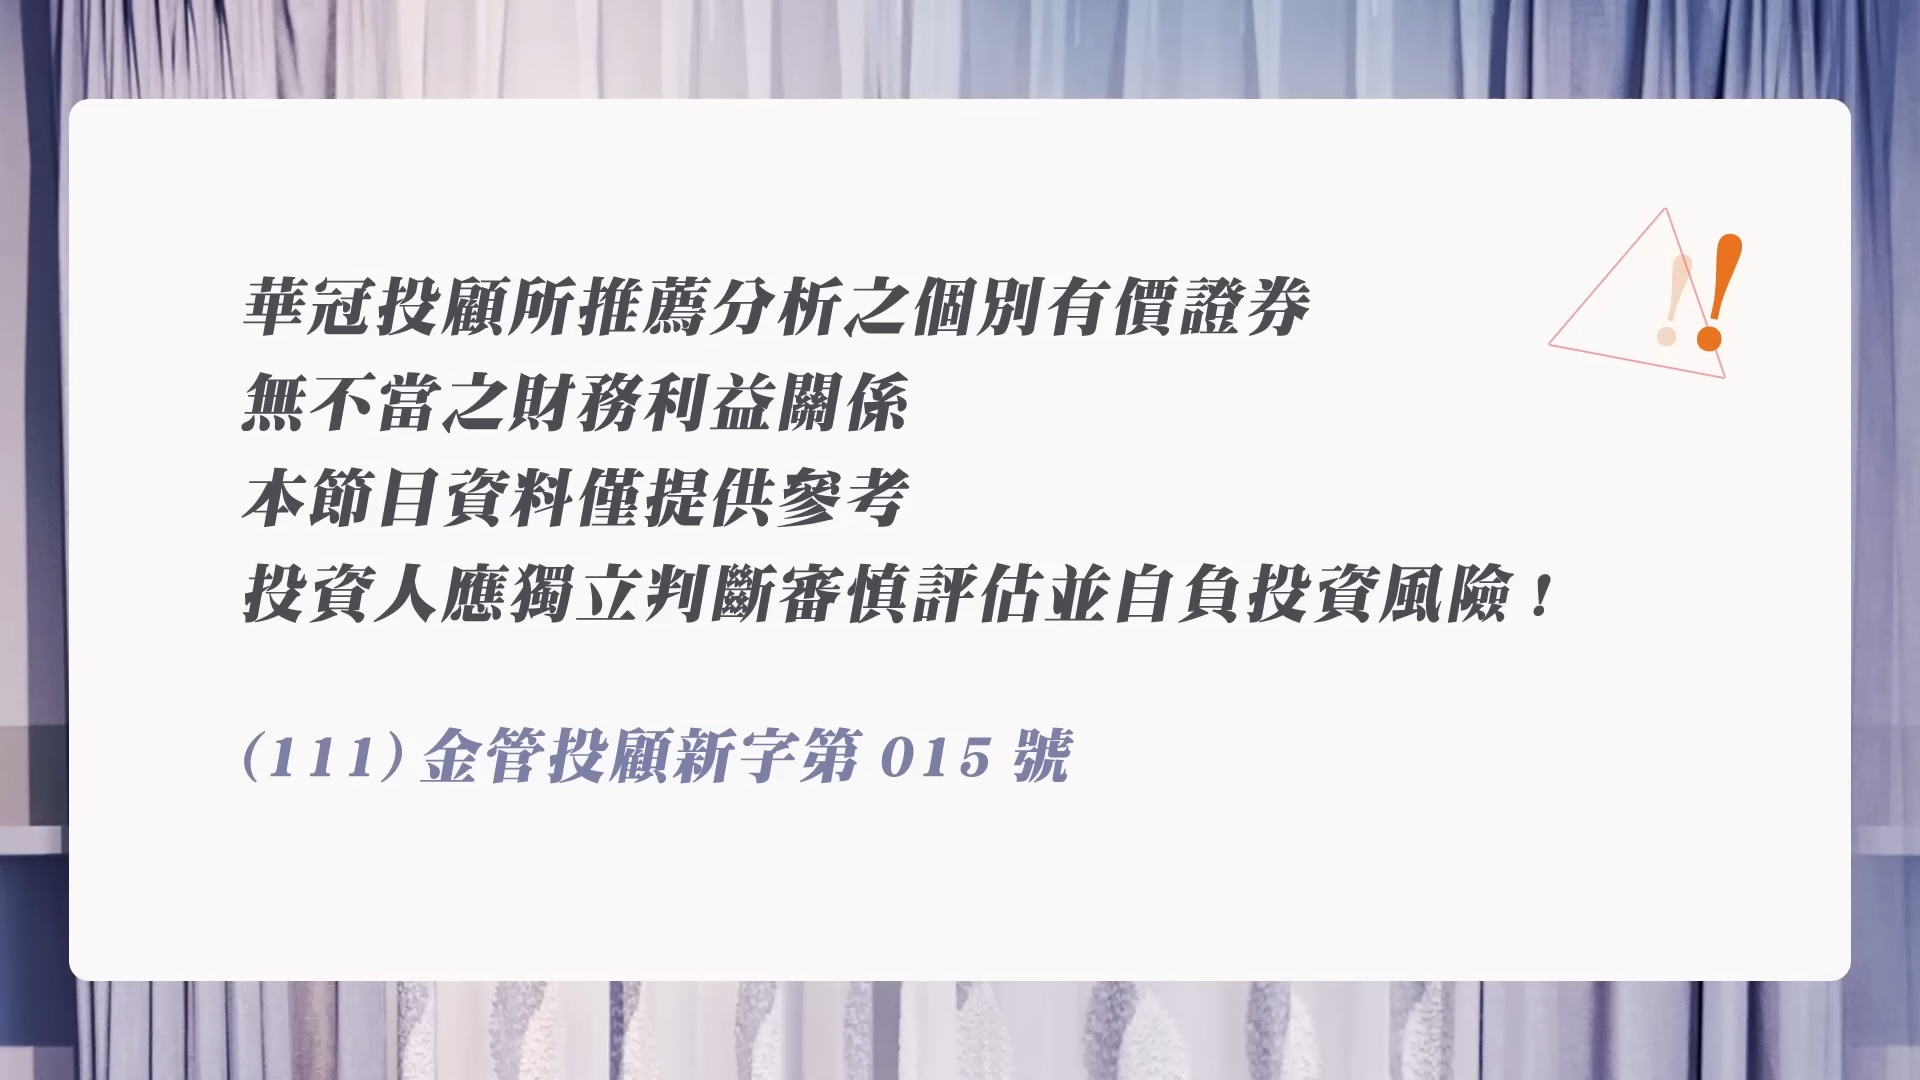 華冠投顧所推薦分析之個別有價證券
無不當之財務利益關係
本節目資料僅提供參考
投資人應獨立判斷審慎評估並自負投資風險！
(111) 金管投顧新字第 015 號